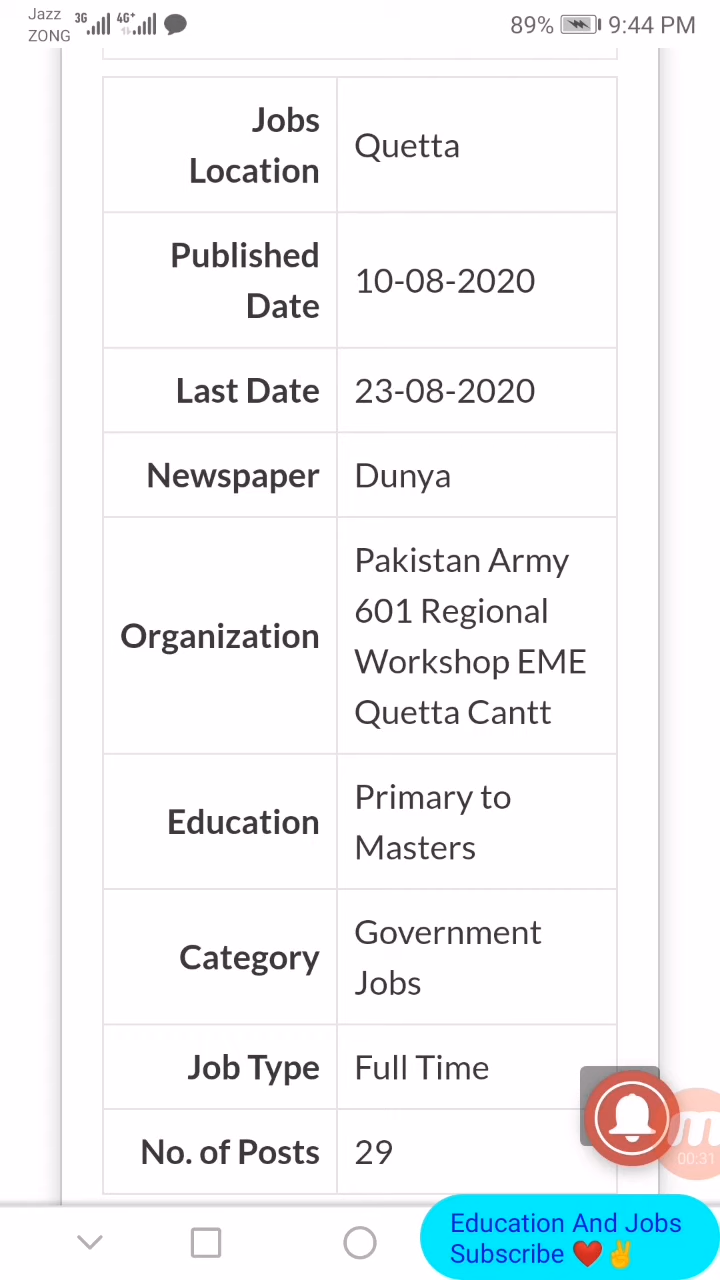 Jazz 3G 4G+ 89% 9:44 PM
ZONG
Jobs
Location
Quetta
Published
Date
10-08-2020
Last Date 23-08-2020
Newspaper Dunya
Organization
Pakistan Army
601 Regional
Workshop EME
Quetta Cantt
Education
Primary to
Masters
Category
Government
Jobs
Job Type Full Time
No. of Posts 29
m
00:31
Education And Jobs
Subscribe ❤️✌️